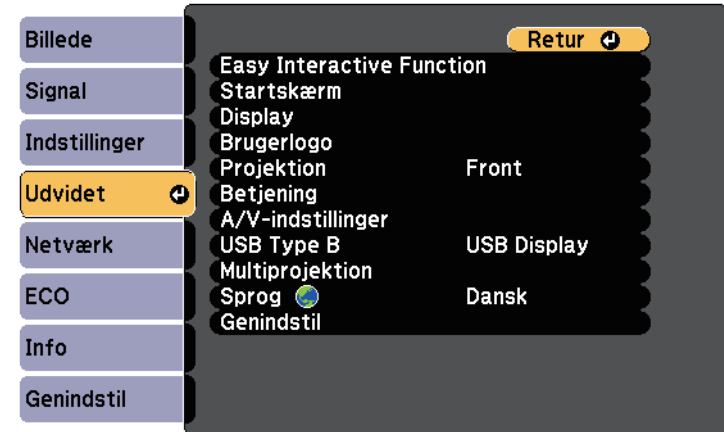 Billede
Signal
Indstillinger
Udvidet
Netværk
ECO
Info
Genindstil
Retur
Easy Interactive Function
Startskærm
Display
Brugerlogo
Projektion Front
Betjening
A/V-indstillinger
USB Type B USB Display
Multiprojektion
Sprog Dansk
Genindstil